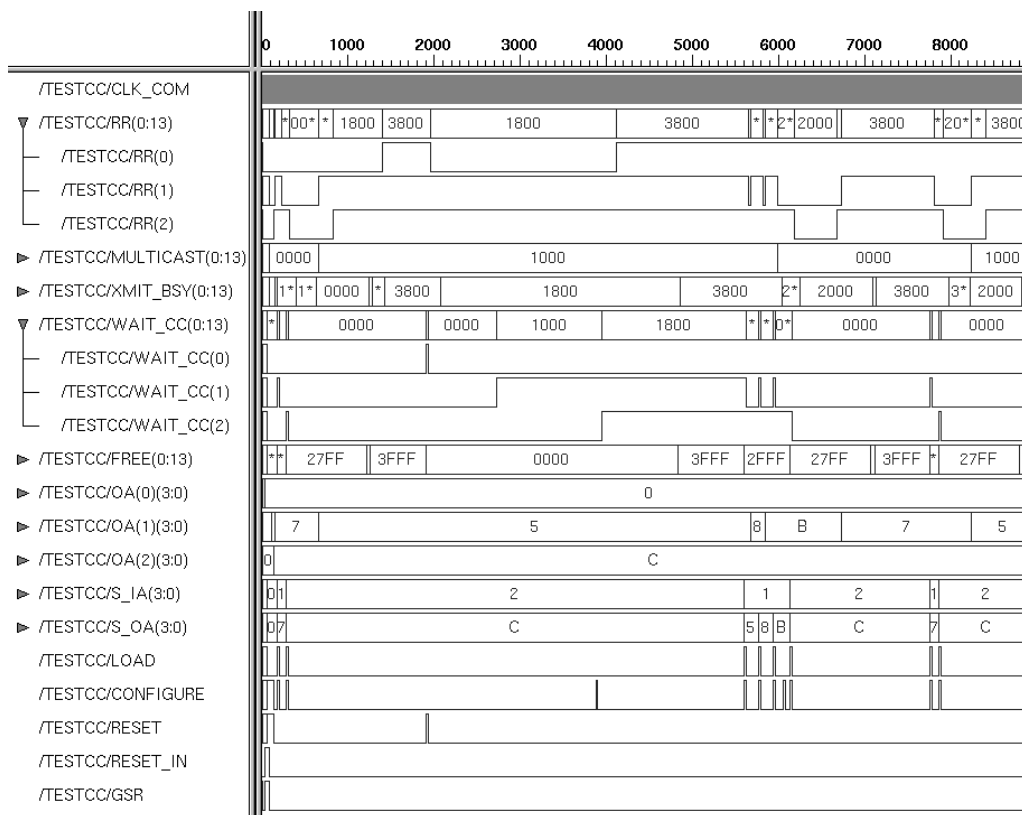 0 1000 2000 3000 4000 5000 6000 7000 8000
/TESTCC/CLK_COM
/TESTCC/RR(0:13) * 00* * 1800 3800 1800 3800 * * 2* 2000 3800 * 20* * 3800
/TESTCC/RR(0)
/TESTCC/RR(1)
/TESTCC/RR(2)
/TESTCC/MULTICAST(0:13) 0000 1000 0000 1000
/TESTCC/XMIT_BSY(0:13) 1* 1* 0000 * 3800 1800 3800 2* 2000 3800 3* 2000
/TESTCC/WAIT_CC(0:13) * 0000 0000 1000 1800 * * 0* 0000 0000
/TESTCC/WAIT_CC(0)
/TESTCC/WAIT_CC(1)
/TESTCC/WAIT_CC(2)
/TESTCC/FREE(0:13) * * 27FF 3FFF 0000 3FFF 2FFF 27FF 3FFF * 27FF
/TESTCC/OA(0)(3:0) 0
/TESTCC/OA(1)(3:0) 7 5 8 B 7 5
/TESTCC/OA(2)(3:0) 0 C
/TESTCC/S_IA(3:0) 0 1 2 1 2 1 2
/TESTCC/S_OA(3:0) 0 7 C 5 8 B C 7 C
/TESTCC/LOAD
/TESTCC/CONFIGURE
/TESTCC/RESET
/TESTCC/RESET_IN
/TESTCC/GSR